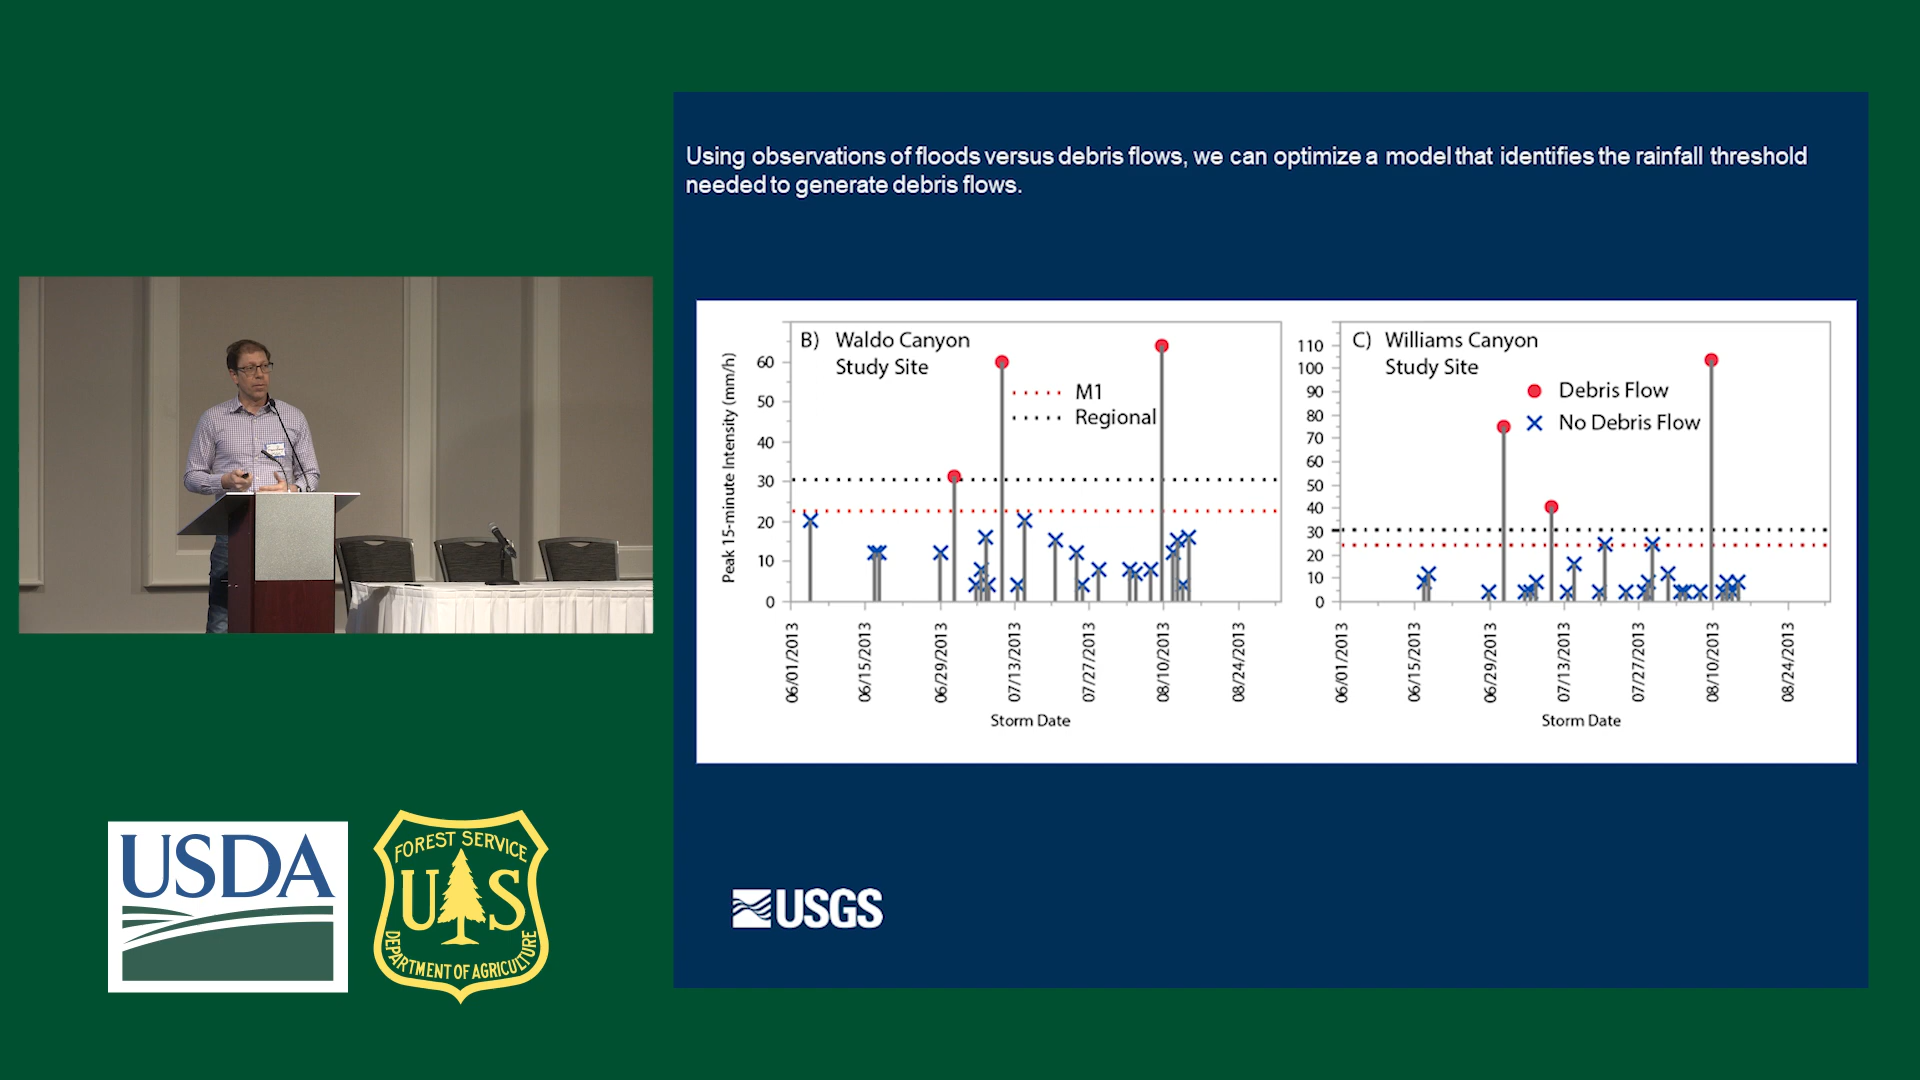 Using observations of floods versus debris flows, we can optimize a model that identifies the rainfall threshold
needed to generate debris flows.
B) Waldo Canyon
Study Site
M1
Regional
Peak 15-minute Intensity (mm/h)
60
50
40
30
20
10
0
06/01/2013
06/15/2013
06/29/2013
07/13/2013
07/27/2013
08/10/2013
08/24/2013
Storm Date
C) Williams Canyon
Study Site
Debris Flow
No Debris Flow
110
100
90
80
70
60
50
40
30
20
10
0
06/01/2013
06/15/2013
06/29/2013
07/13/2013
07/27/2013
08/10/2013
08/24/2013
Storm Date
USDA
FOREST SERVICE
U S
DEPARTMENT OF AGRICULTURE
USGS